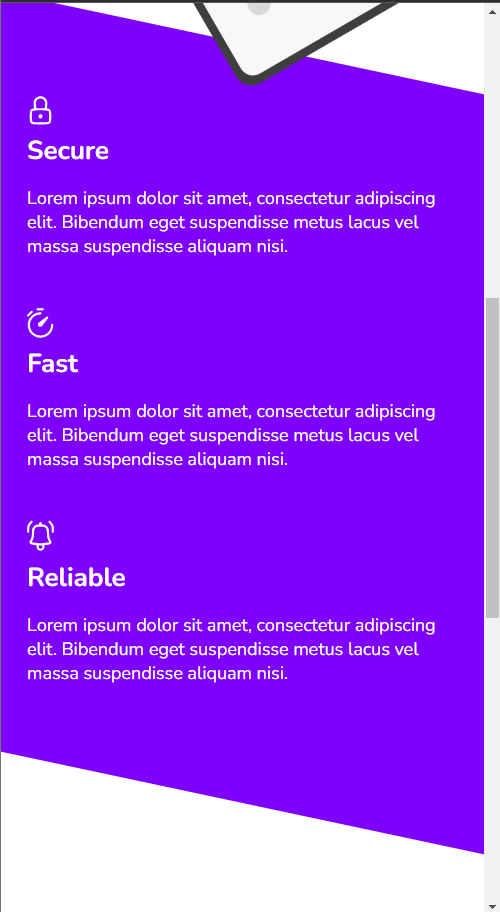 Secure
Lorem ipsum dolor sit amet, consectetur adipiscing
elit. Bibendum eget suspendisse metus lacus vel
massa suspendisse aliquam nisi.
Fast
Lorem ipsum dolor sit amet, consectetur adipiscing
elit. Bibendum eget suspendisse metus lacus vel
massa suspendisse aliquam nisi.
Reliable
Lorem ipsum dolor sit amet, consectetur adipiscing
elit. Bibendum eget suspendisse metus lacus vel
massa suspendisse aliquam nisi.